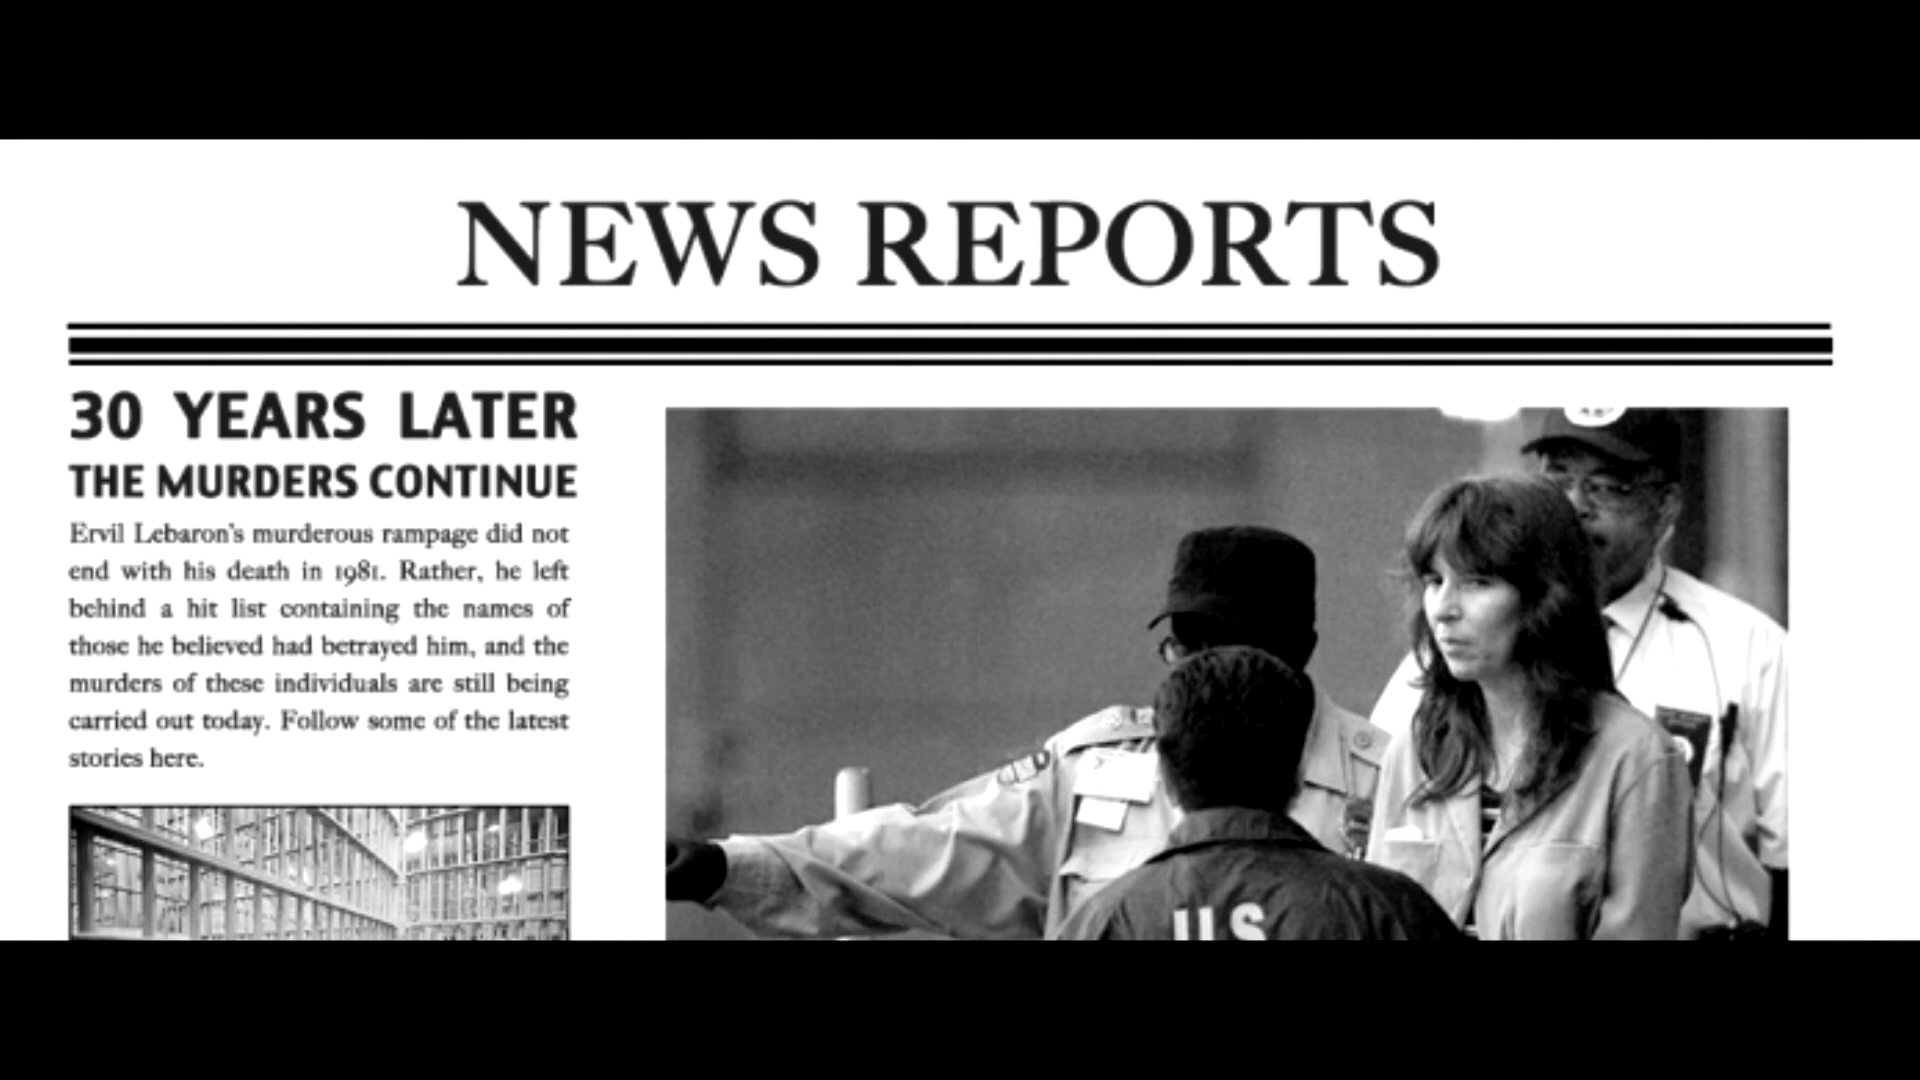 NEWS REPORTS
30 YEARS LATER
THE MURDERS CONTINUE
Ervil Lebaron's murderous rampage did not
end with his death in 1981. Rather, he left
behind a hit list containing the names of
those he believed had betrayed him, and the
murders of these individuals are still being
carried out today. Follow some of the latest
stories here.
U.S.